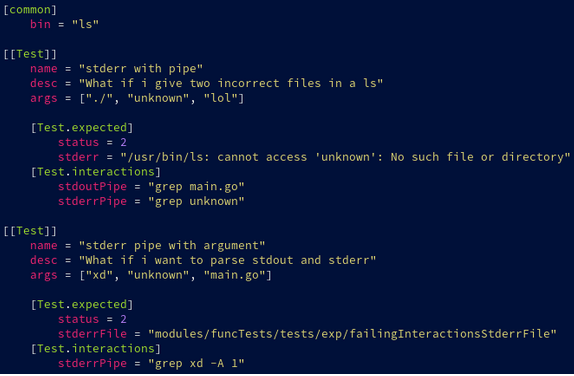 [common]
bin = "ls"
[[Test]]
name = "stderr with pipe"
desc = "What if i give two incorrect files in a ls"
args = ["./", "unknown", "lol"]
[Test.expected]
status = 2
stderr = "/usr/bin/ls: cannot access 'unknown': No such file or directory"
[Test.interactions]
stdoutPipe = "grep main.go"
stderrPipe = "grep unknown"
[[Test]]
name = "stderr pipe with argument"
desc = "What if i want to parse stdout and stderr"
args = ["xd", "unknown", "main.go"]
[Test.expected]
status = 2
stderrFile = "modules/funcTests/tests/exp/failingInteractionsStderrFile"
[Test.interactions]
stderrPipe = "grep xd -A 1"